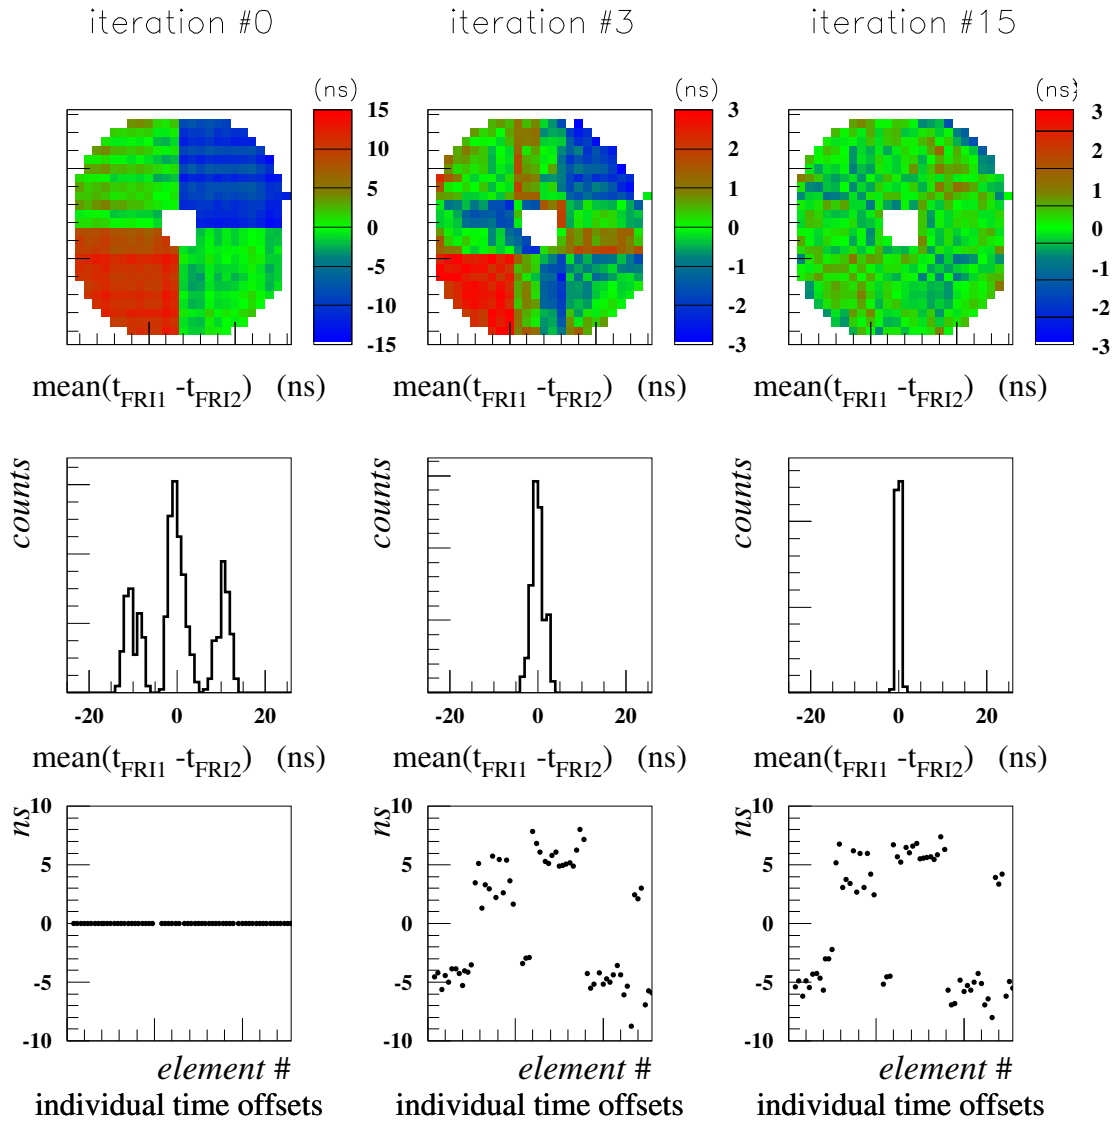 iteration #0 iteration #3 iteration #15
(ns) (ns) (ns)
15 3 3
10 2 2
5 1 1
0 0 0
-5 -1 -1
-10 -2 -2
-15 -3 -3
mean(tFRI1 -tFRI2) (ns) mean(tFRI1 -tFRI2) (ns) mean(tFRI1 -tFRI2) (ns)
counts counts counts
-20 0 20 -20 0 20 -20 0 20
mean(tFRI1 -tFRI2) (ns) mean(tFRI1 -tFRI2) (ns) mean(tFRI1 -tFRI2) (ns)
ns ns ns
10 10 10
5 5 5
0 0 0
-5 -5 -5
-10 -10 -10
element # element # element #
individual time offsets individual time offsets individual time offsets